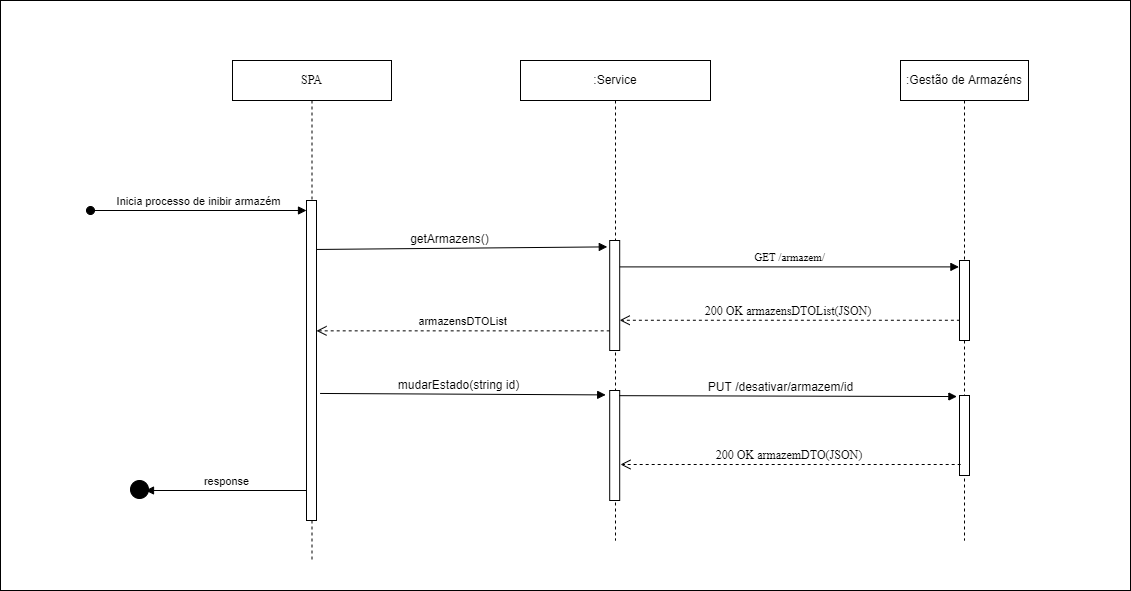 SPA
:Service
:Gestão de Armazéns
Inicia processo de inibir armazém
getArmazens()
GET /armazem/
200 OK armazensDTOList(JSON)
armazensDTOList
mudarEstado(string id)
PUT /desativar/armazem/id
200 OK armazemDTO(JSON)
response